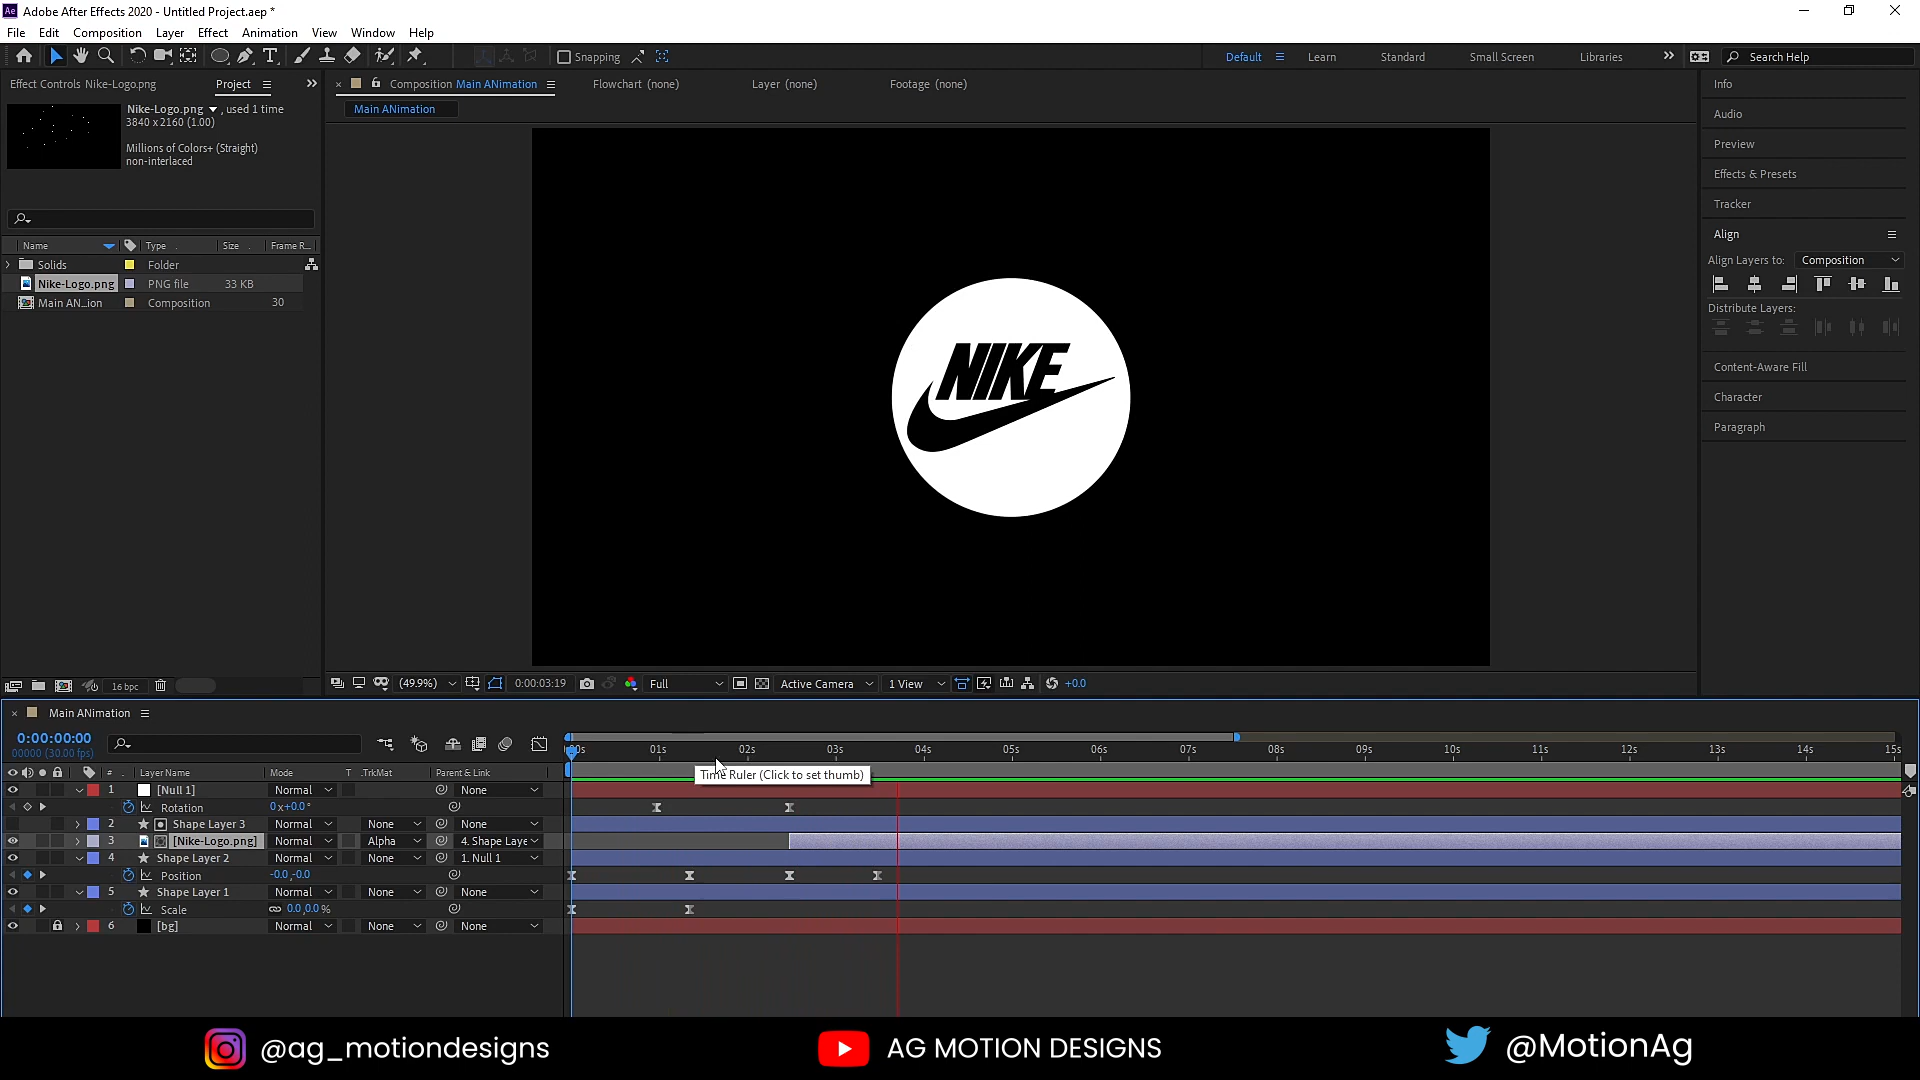 Ae Adobe After Effects 2020 - Untitled Project.aep *
File Edit Composition Layer Effect Animation View Window Help
Snapping
Default Learn Standard Small Screen Libraries Search Help
Effect Controls Nike-Logo.png Project
Composition Main ANimation Flowchart (none) Layer (none) Footage (none)
Main ANimation
Nike-Logo.png , used 1 time
3840 x 2160 (1.00)
Millions of Colors+ (Straight)
non-interlaced
Name Type Size Frame R...
Solids Folder
Nike-Logo.png PNG file 33 KB
Main AN...ion Composition 30
16 bpc
NIKE
(49.9%) 0:00:03:19 Full Active Camera 1 View +0.0
Info
Audio
Preview
Effects & Presets
Tracker
Align
Align Layers to: Composition
Distribute Layers:
Content-Aware Fill
Character
Paragraph
Main ANimation
0:00:00:00
00000 (30.00 fps)
:00s 01s 02s 03s 04s 05s 06s 07s 08s 09s 10s 11s 12s 13s 14s 15s
# Layer Name Mode T .TrkMat Parent & Link
Time Ruler (Click to set thumb)
1 [Null 1] Normal None
Rotation 0x+0.0°
2 Shape Layer 3 Normal None None
3 [Nike-Logo.png] Normal Alpha 4. Shape Laye
4 Shape Layer 2 Normal None 1. Null 1
Position -0.0,-0.0
5 Shape Layer 1 Normal None None
Scale 0.0,0.0%
6 [bg] Normal None None
@ag_motiondesigns AG MOTION DESIGNS @MotionAg